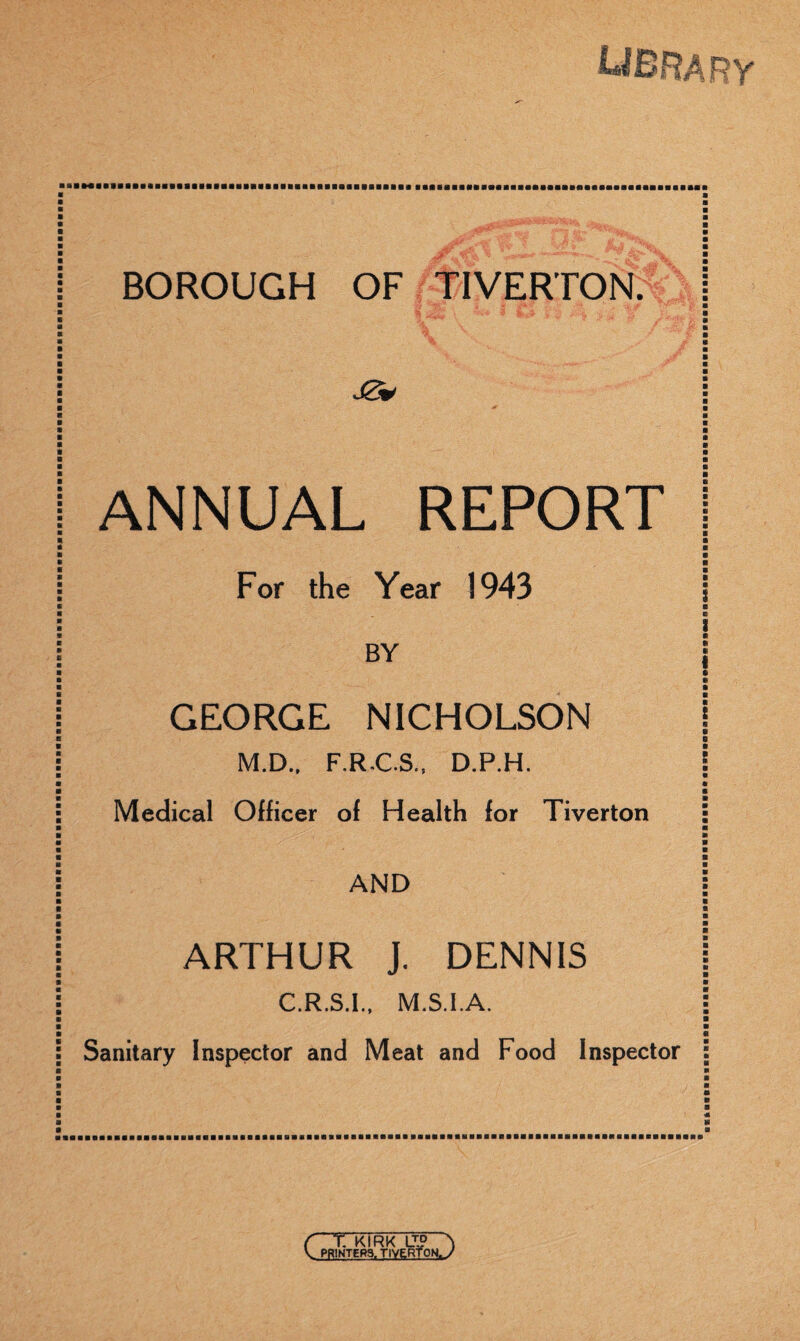 LIBRARY
BOROUGH OF TIVERTON.
ANNUAL REPORT
For the Year 1943
BY
GEORGE NICHOLSON
M.D., F.R.C.S., D.P.H.
Medical Officer of Health for Tiverton
AND
ARTHUR J. DENNIS
C.R.S.I., M.S.I.A.
Sanitary Inspector and Meat and Food Inspector
T. KIRK LTD
PRINTERS, TIVERTON.